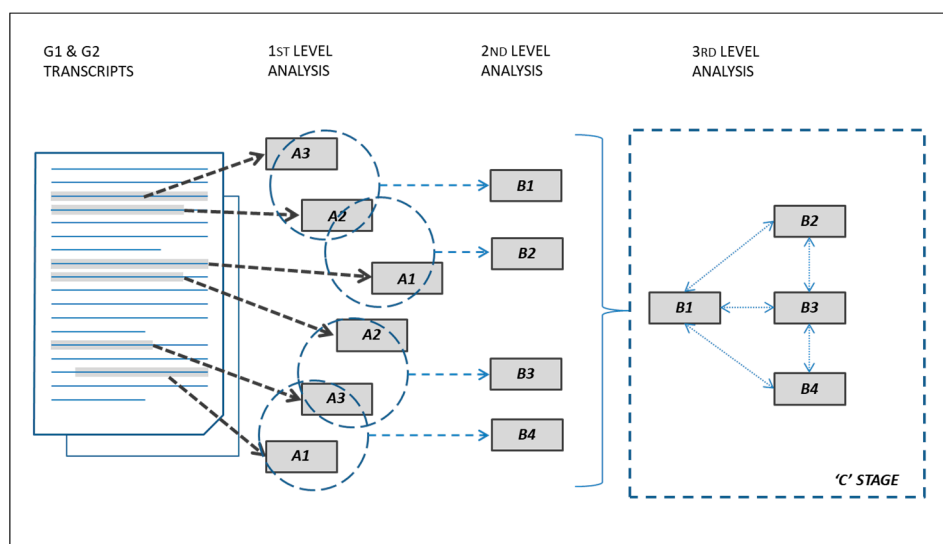 G1 & G2
TRANSCRIPTS
1ST LEVEL
ANALYSIS
2ND LEVEL
ANALYSIS
3RD LEVEL
ANALYSIS
A3
A2
A1
A2
A3
A1
B1
B2
B3
B4
B2
B1
B3
B4
‘C’ STAGE